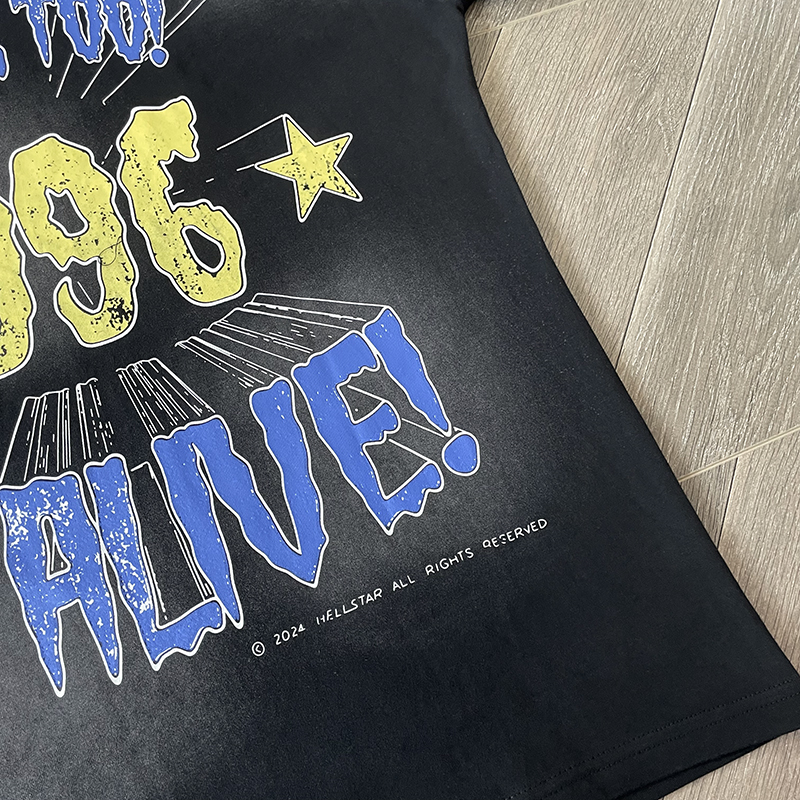 TOO!
96
ALIVE!
© 2024 HELLSTAR ALL RIGHTS RESERVED